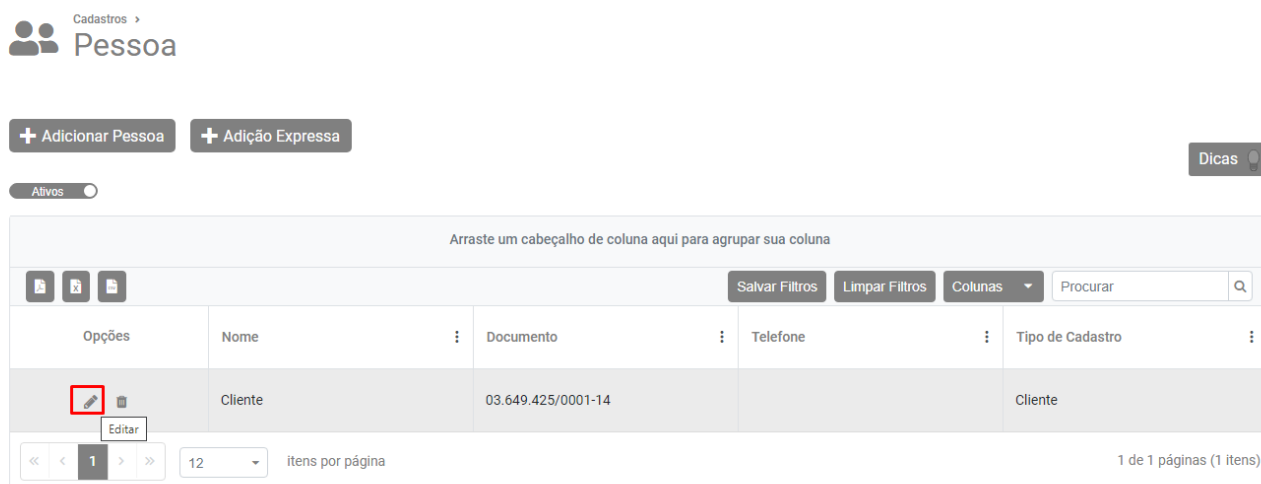 Cadastros ›
Pessoa
Adicionar Pessoa
Adição Expressa
Dicas
Ativos
Arraste um cabeçalho de coluna aqui para agrupar sua coluna
Salvar Filtros Limpar Filtros Colunas Procurar
Opções Nome Documento Telefone Tipo de Cadastro
Cliente 03.649.425/0001-14 Cliente
Editar
« ‹ 1 › » 12 itens por página 1 de 1 páginas (1 itens)